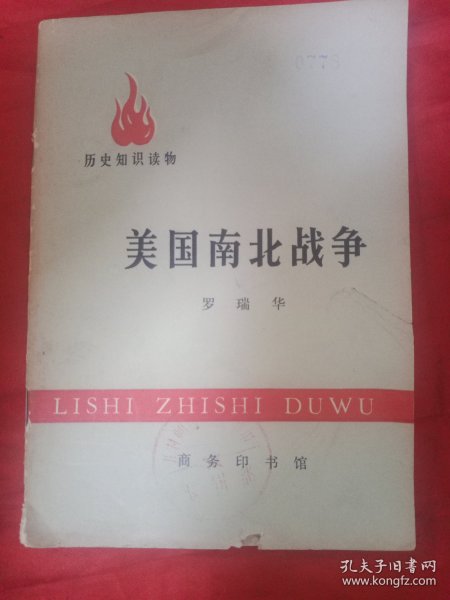 0773
历史知识读物
美国南北战争
罗瑞华
LISHI ZHISHI DUWU
商务印书馆
孔夫子旧书网
www.kongfz.com